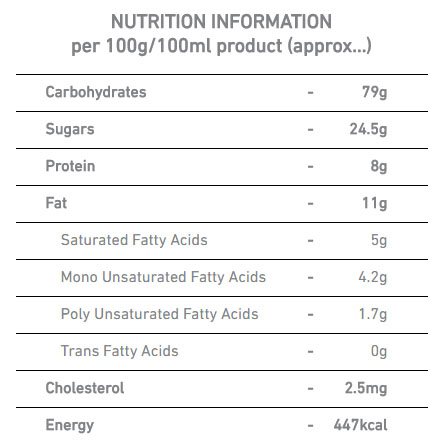 NUTRITION INFORMATION
per 100g/100ml product (approx...)
Carbohydrates - 79g
Sugars - 24.5g
Protein - 8g
Fat - 11g
Saturated Fatty Acids - 5g
Mono Unsaturated Fatty Acids - 4.2g
Poly Unsaturated Fatty Acids - 1.7g
Trans Fatty Acids - 0g
Cholesterol - 2.5mg
Energy - 447kcal